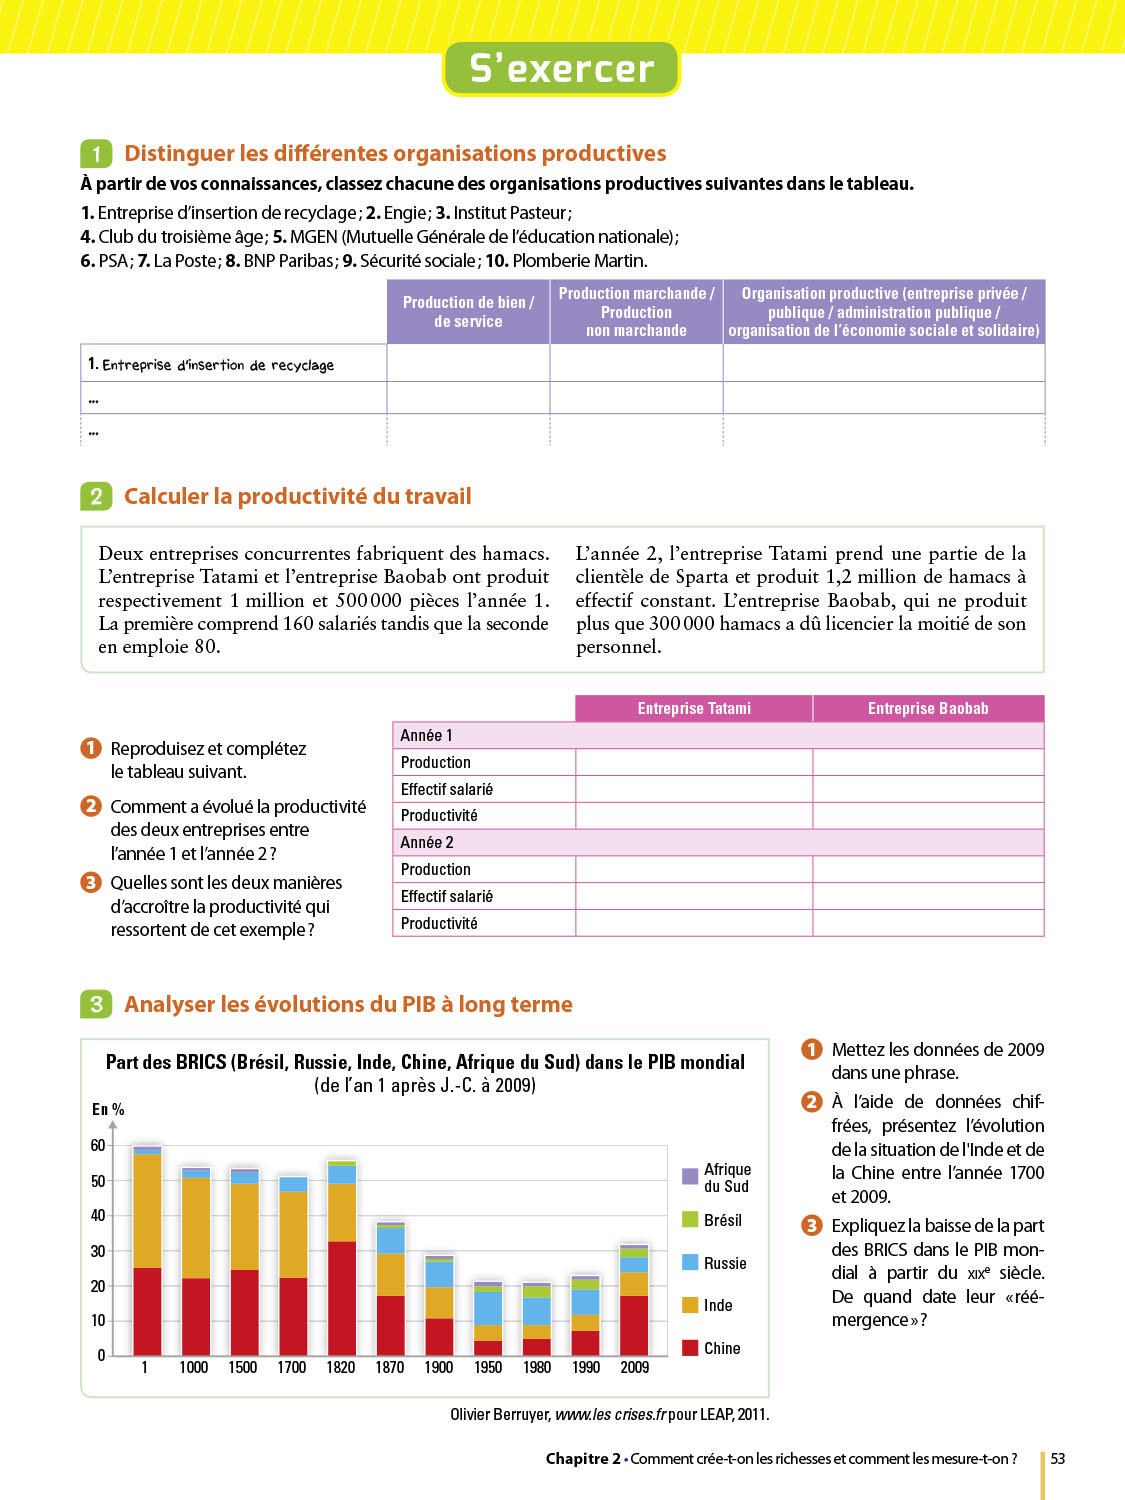 S'exercer
1 Distinguer les différentes organisations productives
À partir de vos connaissances, classez chacune des organisations productives suivantes dans le tableau.
1. Entreprise d'insertion de recyclage ; 2. Engie ; 3. Institut Pasteur ;
4. Club du troisième âge ; 5. MGEN (Mutuelle Générale de l'éducation nationale) ;
6. PSA ; 7. La Poste ; 8. BNP Paribas ; 9. Sécurité sociale ; 10. Plomberie Martin.
Production de bien /
de service
Production marchande /
Production
non marchande
Organisation productive (entreprise privée /
publique / administration publique /
organisation de l'économie sociale et solidaire)
1. Entreprise d'insertion de recyclage
...
...
2 Calculer la productivité du travail
Deux entreprises concurrentes fabriquent des hamacs.
L'entreprise Tatami et l'entreprise Baobab ont produit
respectivement 1 million et 500 000 pièces l'année 1.
La première comprend 160 salariés tandis que la seconde
en emploie 80.
L'année 2, l'entreprise Tatami prend une partie de la
clientèle de Sparta et produit 1,2 million de hamacs à
effectif constant. L'entreprise Baobab, qui ne produit
plus que 300 000 hamacs a dû licencier la moitié de son
personnel.
1 Reproduisez et complétez
le tableau suivant.
2 Comment a évolué la productivité
des deux entreprises entre
l'année 1 et l'année 2 ?
3 Quelles sont les deux manières
d'accroître la productivité qui
ressortent de cet exemple ?
Entreprise Tatami Entreprise Baobab
Année 1
Production
Effectif salarié
Productivité
Année 2
Production
Effectif salarié
Productivité
3 Analyser les évolutions du PIB à long terme
Part des BRICS (Brésil, Russie, Inde, Chine, Afrique du Sud) dans le PIB mondial
(de l'an 1 après J.-C. à 2009)
En %
60
50
40
30
20
10
0
1 1000 1500 1700 1820 1870 1900 1950 1980 1990 2009
Afrique
du Sud
Brésil
Russie
Inde
Chine
Olivier Berruyer, www.les crises.fr pour LEAP, 2011.
1 Mettez les données de 2009
dans une phrase.
2 À l'aide de données chif-
frées, présentez l'évolution
de la situation de l'Inde et de
la Chine entre l'année 1700
et 2009.
3 Expliquez la baisse de la part
des BRICS dans le PIB mon-
dial à partir du XIXe siècle.
De quand date leur « réé-
mergence » ?
Chapitre 2 • Comment crée-t-on les richesses et comment les mesure-t-on ? 53